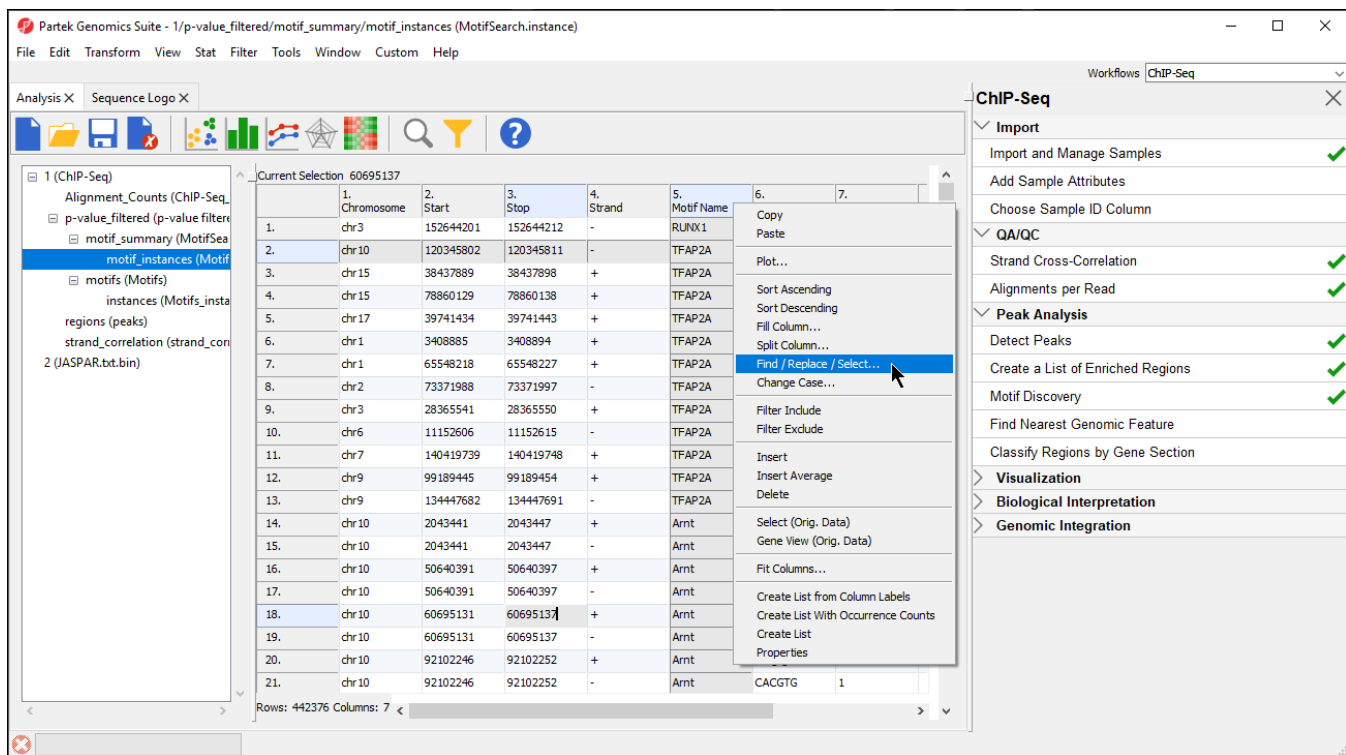 Partek Genomics Suite - 1/p-value_filtered/motif_summary/motif_instances (MotifSearch.instance)
File Edit Transform View Stat Filter Tools Window Custom Help
Workflows ChIP-Seq
Analysis X Sequence Logo X
1 (ChIP-Seq)
Alignment_Counts (ChIP-Seq_
p-value_filtered (p-value filtere
motif_summary (MotifSea
motif_instances (Motif
motifs (Motifs)
instances (Motifs_insta
regions (peaks)
strand_correlation (strand_corr
2 (JASPAR.txt.bin)
Current Selection 60695137
1. Chromosome 2. Start 3. Stop 4. Strand 5. Motif Name 6. 7.
1. chr3 152644201 152644212 - RUNX1
2. chr10 120345802 120345811 - TFAP2A
3. chr15 38437889 38437898 + TFAP2A
4. chr15 78860129 78860138 + TFAP2A
5. chr17 39741434 39741443 + TFAP2A
6. chr1 3408885 3408894 + TFAP2A
7. chr1 65548218 65548227 + TFAP2A
8. chr2 73371988 73371997 - TFAP2A
9. chr3 28365541 28365550 + TFAP2A
10. chr6 11152606 11152615 - TFAP2A
11. chr7 140419739 140419748 + TFAP2A
12. chr9 99189445 99189454 + TFAP2A
13. chr9 134447682 134447691 - TFAP2A
14. chr10 2043441 2043447 + Arnt
15. chr10 2043441 2043447 - Arnt
16. chr10 50640391 50640397 + Arnt
17. chr10 50640391 50640397 - Arnt
18. chr10 60695131 60695137 + Arnt
19. chr10 60695131 60695137 - Arnt
20. chr10 92102246 92102252 + Arnt
21. chr10 92102246 92102252 - Arnt CACGTG 1
Rows: 442376 Columns: 7
Copy
Paste
Plot...
Sort Ascending
Sort Descending
Fill Column...
Split Column...
Find / Replace / Select...
Change Case...
Filter Include
Filter Exclude
Insert
Insert Average
Delete
Select (Orig. Data)
Gene View (Orig. Data)
Fit Columns...
Create List from Column Labels
Create List With Occurrence Counts
Create List
Properties
ChIP-Seq
Import
Import and Manage Samples
Add Sample Attributes
Choose Sample ID Column
QA/QC
Strand Cross-Correlation
Alignments per Read
Peak Analysis
Detect Peaks
Create a List of Enriched Regions
Motif Discovery
Find Nearest Genomic Feature
Classify Regions by Gene Section
Visualization
Biological Interpretation
Genomic Integration